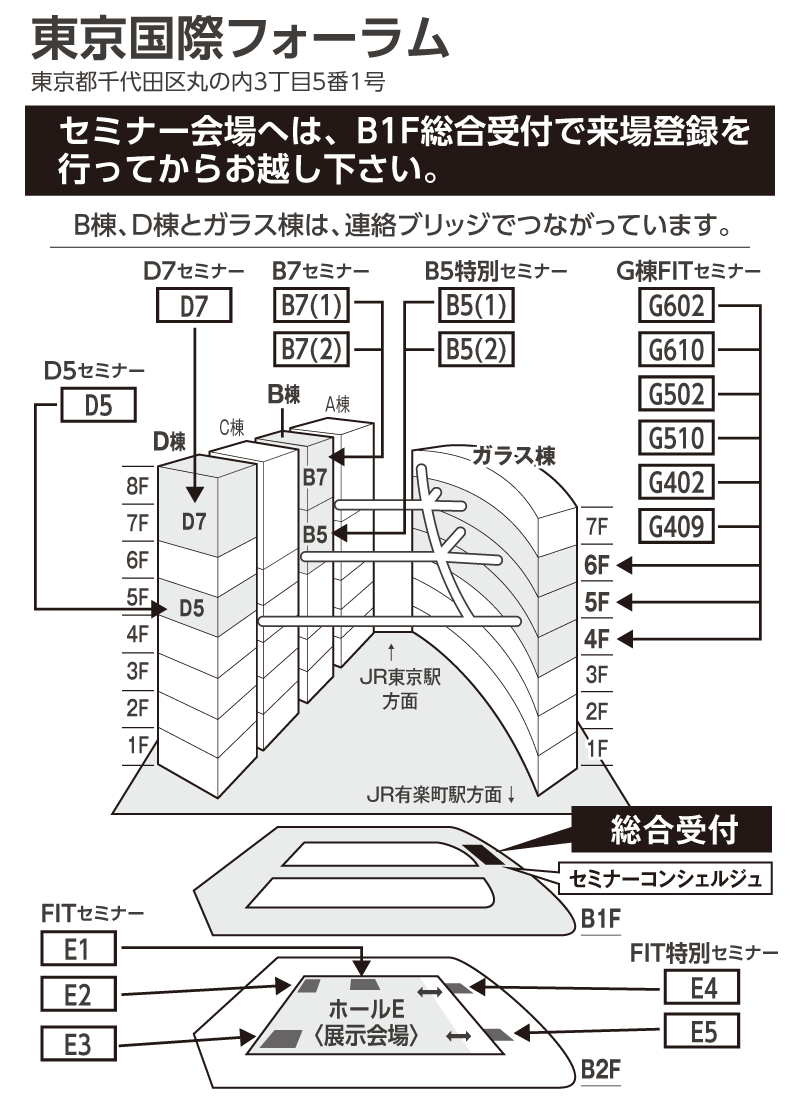 東京国際フォーラム
東京都千代田区丸の内3丁目5番1号
セミナー会場へは、B1F総合受付で来場登録を
行ってからお越し下さい。
B棟、D棟とガラス棟は、連絡ブリッジでつながっています。
D7セミナー
D7
B7セミナー
B7(1)
B7(2)
B5特別セミナー
B5(1)
B5(2)
G棟FITセミナー
G602
G610
G502
G510
G402
G409
D5セミナー
D5
D棟
C棟
B棟
A棟
ガラス棟
8F
7F
6F
5F
4F
3F
2F
1F
D7
D5
B7
B5
7F
6F
5F
4F
3F
2F
1F
↑
JR東京駅
方面
JR有楽町駅方面↓
総合受付
セミナーコンシェルジュ
B1F
FITセミナー
E1
E2
E3
FIT特別セミナー
E4
E5
ホールE
〈展示会場〉
B2F